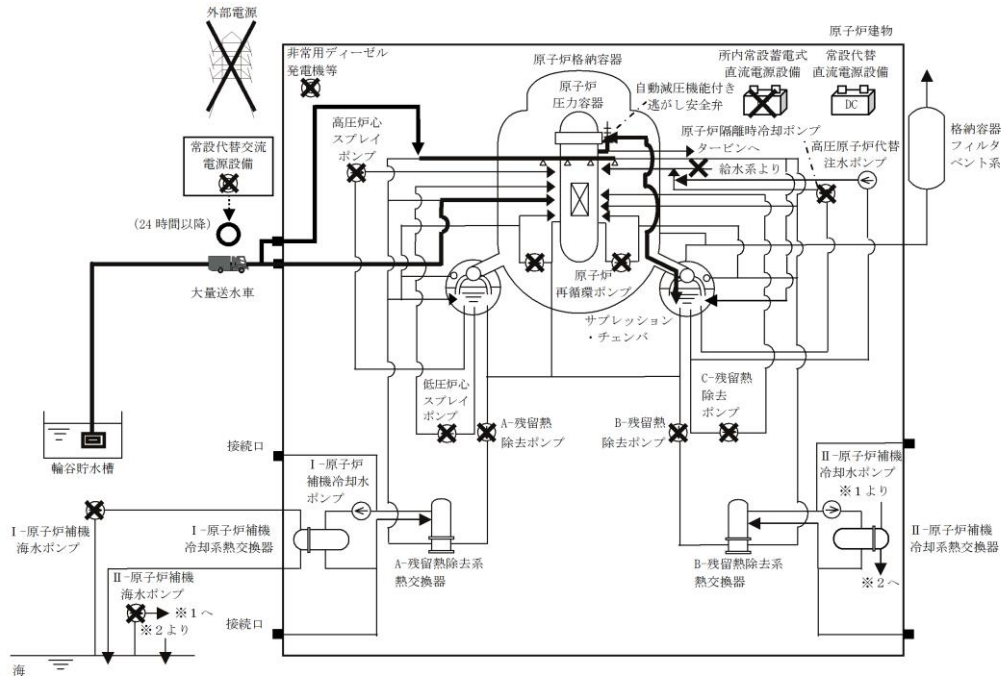 外部電源
原子炉建物
非常用ディーゼル
発電機等
原子炉格納容器
原子炉
圧力容器
自動減圧機能付き
逃がし安全弁
所内常設蓄電式
直流電源設備
常設代替
直流電源設備
DC
高圧炉心
スプレイ
ポンプ
原子炉隔離時冷却ポンプ
タービンへ
給水系より
高圧原子炉代替
注水ポンプ
格納容器
フィルタ
ベント系
常設代替交流
電源設備
(24時間以降)
大量送水車
原子炉
再循環ポンプ
サプレッション
・チェンバ
低圧炉心
スプレイ
ポンプ
A-残留熱
除去ポンプ
B-残留熱
除去ポンプ
C-残留熱
除去
ポンプ
輪谷貯水槽
接続口
Ⅰ-原子炉
補機冷却水
ポンプ
Ⅱ-原子炉補機
冷却水ポンプ
※1より
Ⅰ-原子炉補機
海水ポンプ
Ⅰ-原子炉補機
冷却系熱交換器
A-残留熱除去系
熱交換器
B-残留熱除去系
熱交換器
Ⅱ-原子炉補機
冷却系熱交換器
※2へ
Ⅱ-原子炉補機
海水ポンプ
※1へ
※2より
接続口
海